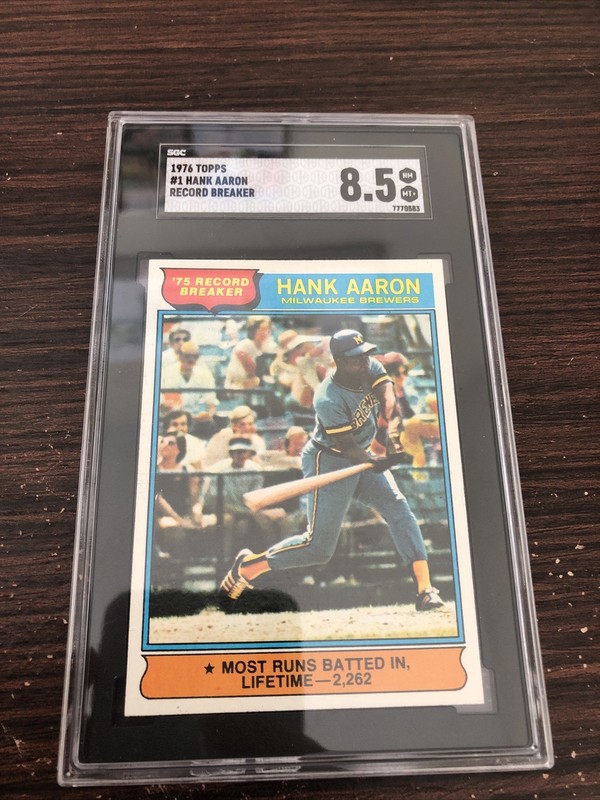 SGC
1976 TOPPS
#1 HANK AARON
RECORD BREAKER
8.5
NM
MT+
7770583
'75 RECORD
BREAKER
HANK AARON
MILWAUKEE BREWERS
M
BREWE
★ MOST RUNS BATTED IN,
LIFETIME—2,262